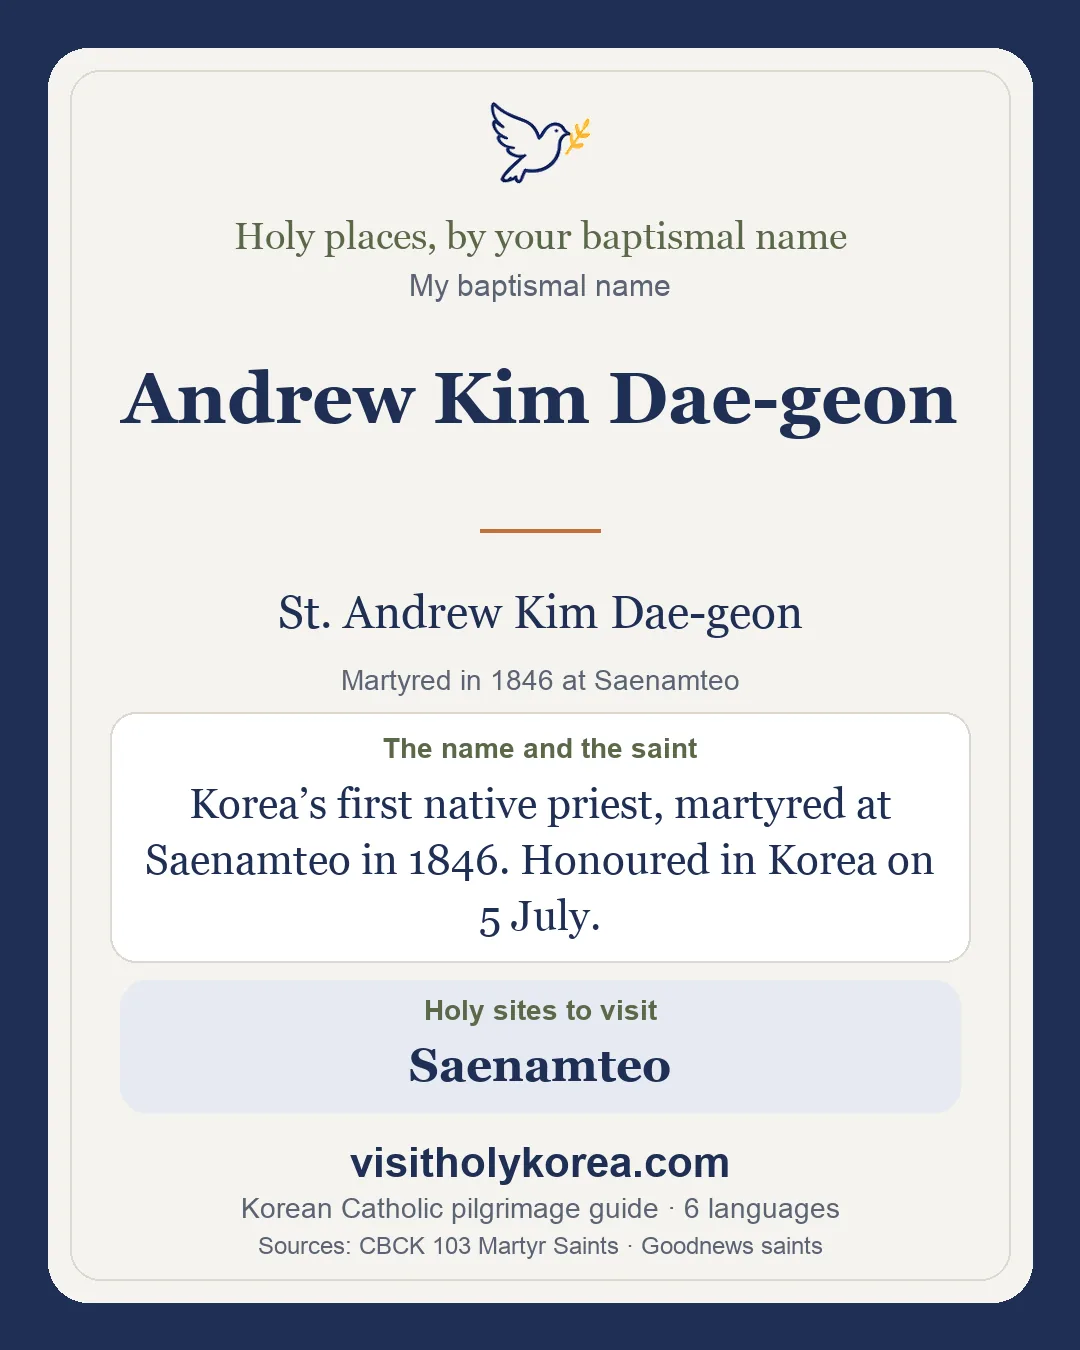 Holy places, by your baptismal name
My baptismal name
Andrew Kim Dae-geon
St. Andrew Kim Dae-geon
Martyred in 1846 at Saenamteo
The name and the saint
Korea’s first native priest, martyred at
Saenamteo in 1846. Honoured in Korea on
5 July.
Holy sites to visit
Saenamteo
visitholykorea.com
Korean Catholic pilgrimage guide · 6 languages
Sources: CBCK 103 Martyr Saints · Goodnews saints